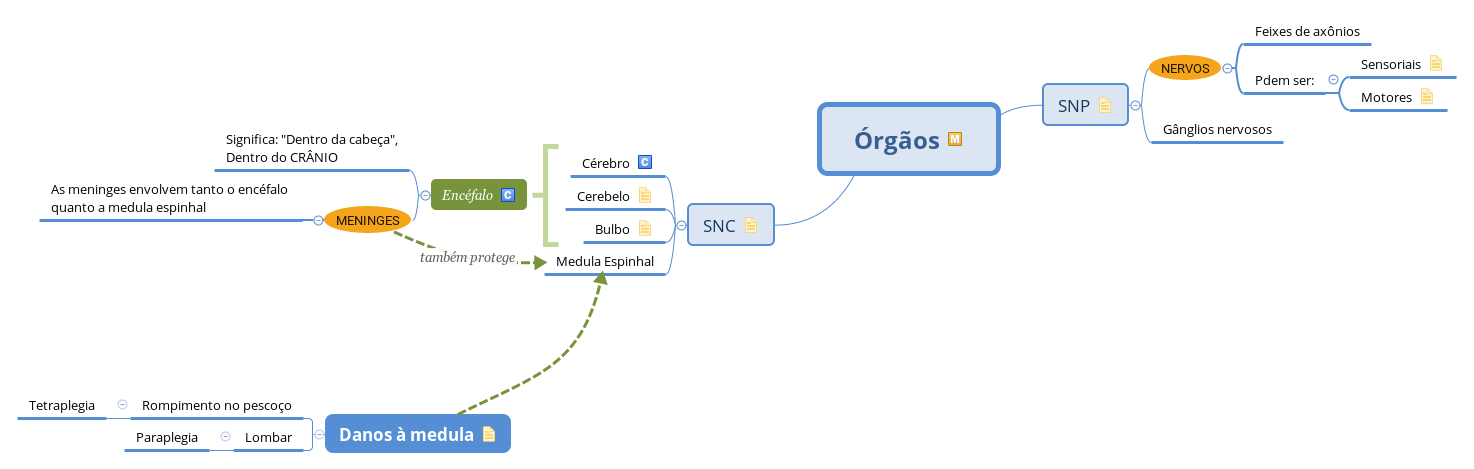 Órgãos
M
SNP
NERVOS
Feixes de axônios
Pdem ser:
Sensoriais
Motores
Gânglios nervosos
SNC
Cérebro
C
Cerebelo
Bulbo
Medula Espinhal
Encéfalo
C
Significa: "Dentro da cabeça",
Dentro do CRÂNIO
MENINGES
As meninges envolvem tanto o encéfalo
quanto a medula espinhal
também protege,
Danos à medula
Rompimento no pescoço
Tetraplegia
Lombar
Paraplegia